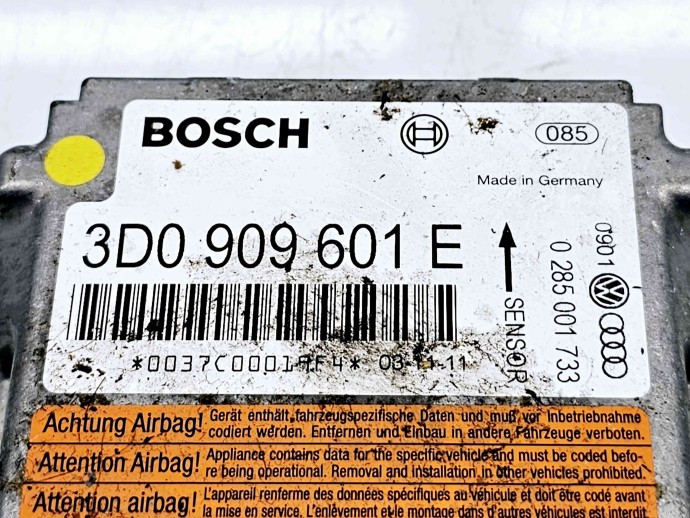 BOSCH
085
Made in Germany
3D0 909 601 E
SENSOR
0 285 001 733
0901
*0037C00019F4* 03-11-11
Achtung Airbag! Gerät enthält fahrzeugspezifische Daten und muß vor Inbetriebnahme
codiert werden. Entfernen und Einbau in andere Fahrzeuge verboten.
Attention Airbag! Appliance contains data for the specific vehicle and must be coded befo-
re being operational. Removal and installation in other vehicles prohibited.
Attention airbag! L'appareil renferme des données spécifiques au véhicule et doit être codé avant
la mise en service. L'enlèvement et le montage dans d'autres véhicules est interdit